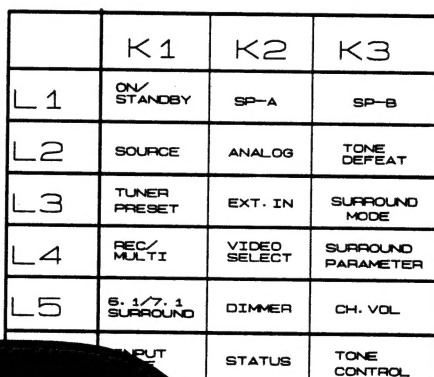 K1 K2 K3
L1 ON/ STANDBY SP-A SP-B
L2 SOURCE ANALOG TONE DEFEAT
L3 TUNER PRESET EXT. IN SURROUND MODE
L4 REC/ MULTI VIDEO SELECT SURROUND PARAMETER
L5 6.1/7.1 SURROUND DIMMER CH. VOL
STATUS TONE CONTROL